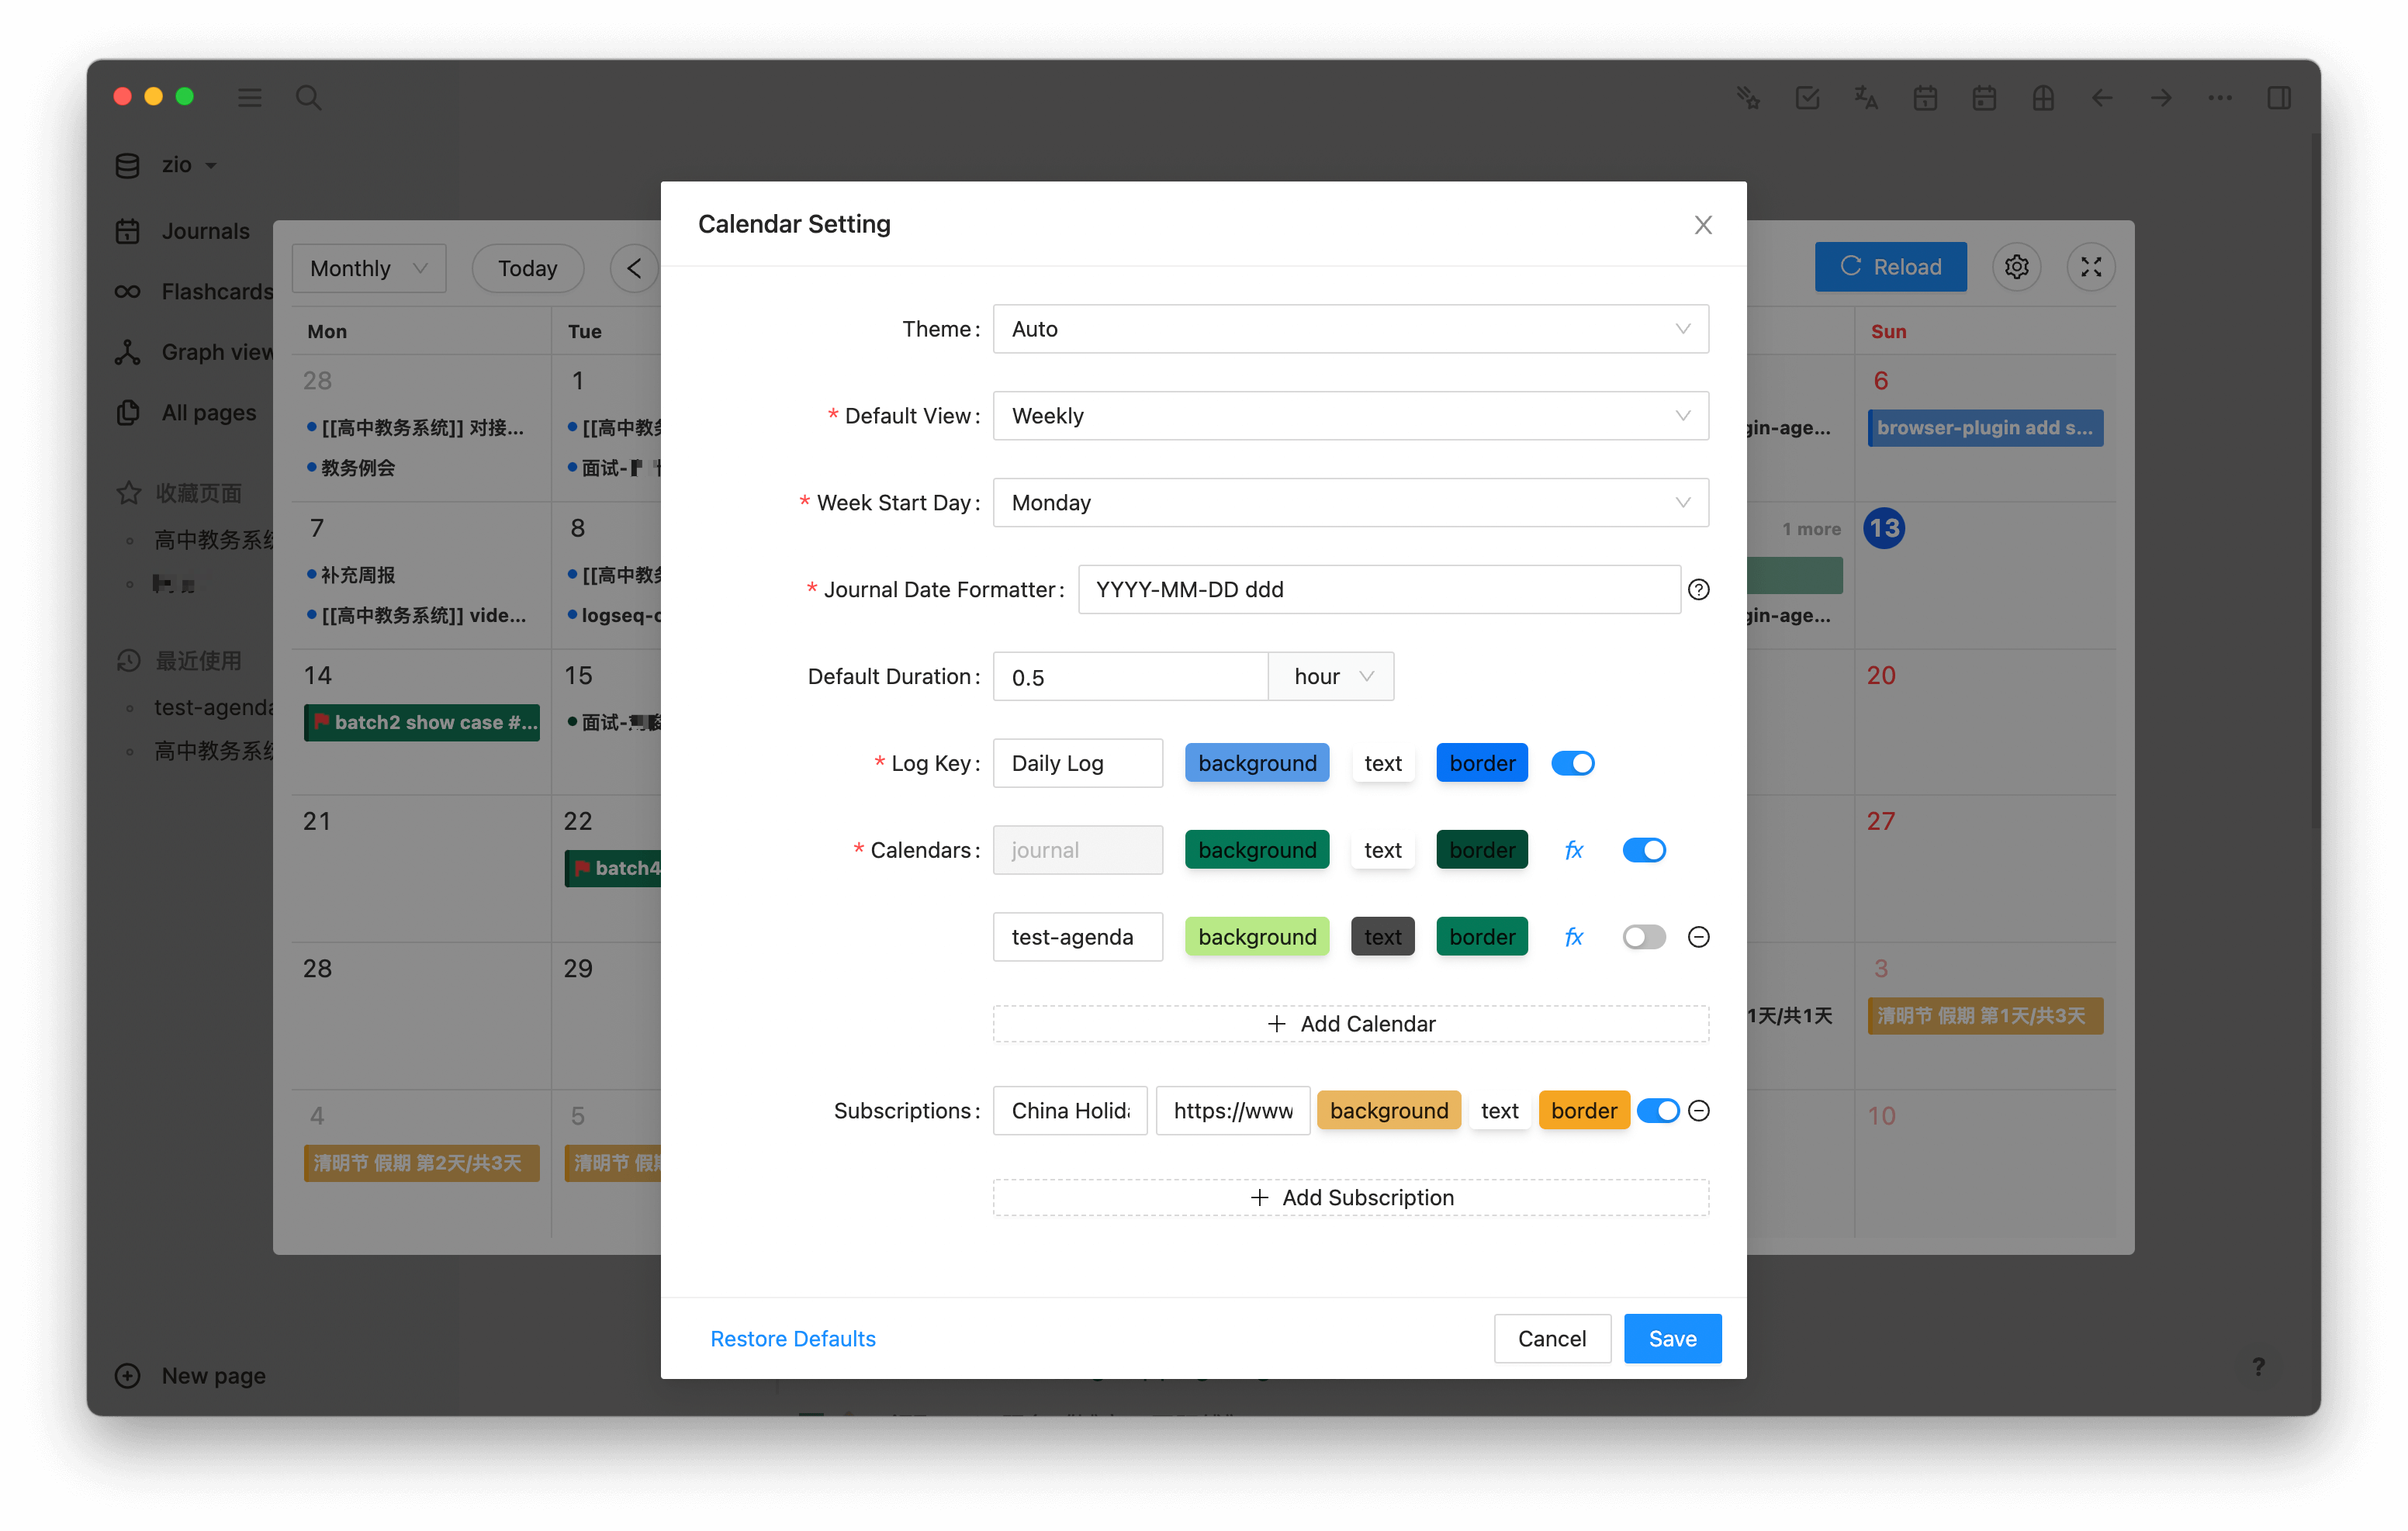 zio
Journals
Flashcards
Graph view
All pages
收藏页面
高中教务系统
最近使用
test-agenda
高中教务系统
New page
Monthly
Today
Reload
Mon
Tue
Sun
28
[[高中教务系统]] 对接...
教务例会
1
[[高中教务
面试-
gin-age...
6
browser-plugin add s...
7
补充周报
[[高中教务系统]] vide...
8
[[高中教务
logseq-c
1 more
gin-age...
13
14
batch2 show case #...
15
面试-
20
21
22
batch4
27
28
29
1天/共1天
3
清明节 假期 第1天/共3天
4
清明节 假期 第2天/共3天
5
清明节 假期
10
Calendar Setting
Theme: Auto
* Default View: Weekly
* Week Start Day: Monday
* Journal Date Formatter: YYYY-MM-DD ddd
Default Duration: 0.5 hour
* Log Key: Daily Log background text border
* Calendars: journal background text border fx
test-agenda background text border fx
+ Add Calendar
Subscriptions: China Holida https://www background text border
+ Add Subscription
Restore Defaults
Cancel
Save
?